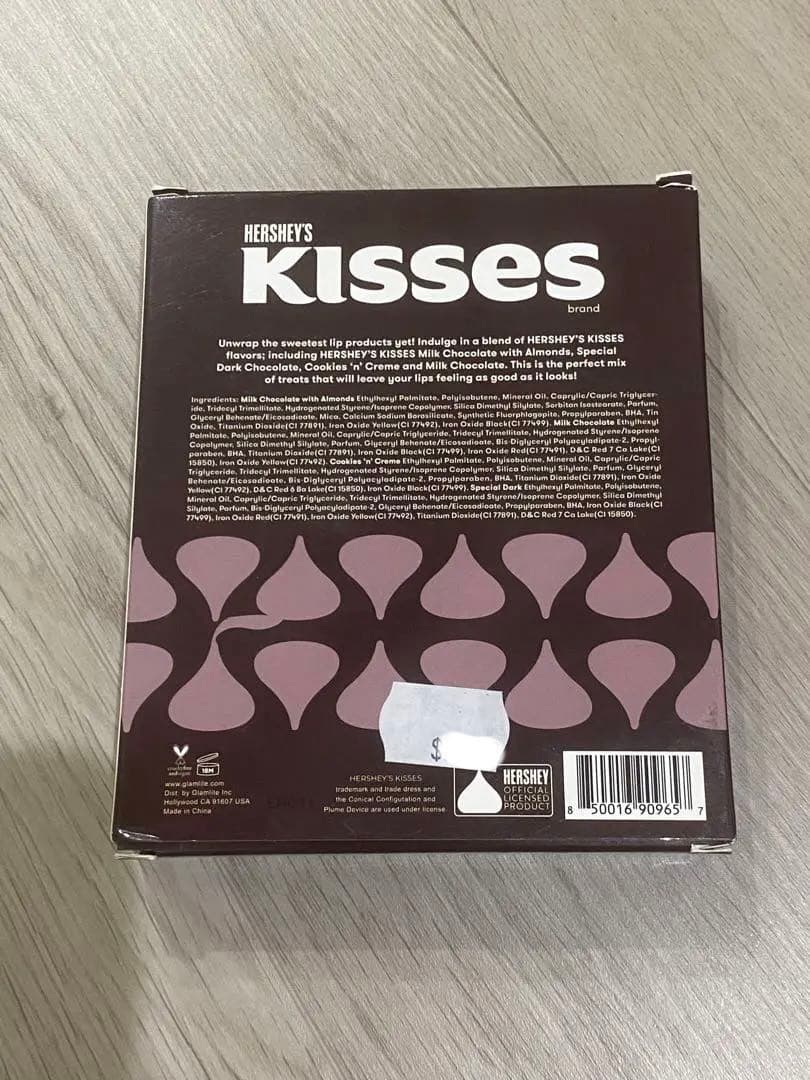 HERSHEY'S
KISSES
brand
Unwrap the sweetest lip products yet! Indulge in a blend of HERSHEY'S KISSES
flavors; including HERSHEY'S KISSES Milk Chocolate with Almonds, Special
Dark Chocolate, Cookies 'n' Creme and Milk Chocolate. This is the perfect mix
of treats that will leave your lips feeling as good as it looks!
Ingredients: Milk Chocolate with Almonds Ethylhexyl Palmitate, Polyisobutene, Mineral Oil, Caprylic/Capric Triglycer-
ide, Tridecyl Trimellitate, Hydrogenated Styrene/Isoprene Copolymer, Silica Dimethyl Silylate, Sorbitan Isostearate, Parfum,
Glyceryl Behenate/Eicosadioate, Mica, Calcium Sodium Borosilicate, Synthetic Fluorphlogopite, Propylparaben, BHA, Tin
Oxide, Titanium Dioxide(CI 77891), Iron Oxide Yellow(CI 77492), Iron Oxide Black(CI 77499). Milk Chocolate Ethylhexyl
Palmitate, Polyisobutene, Mineral Oil, Caprylic/Capric Triglyceride, Tridecyl Trimellitate, Hydrogenated Styrene/Isoprene
Copolymer, Silica Dimethyl Silylate, Parfum, Glyceryl Behenate/Eicosadioate, Bis-Diglyceryl Polyacyladipate-2, Propyl-
paraben, BHA, Titanium Dioxide(CI 77891), Iron Oxide Black(CI 77499), Iron Oxide Red(CI 77491), D&C Red 7 Ca Lake(CI
15850), Iron Oxide Yellow(CI 77492). Cookies 'n' Creme Ethylhexyl Palmitate, Polyisobutene, Mineral Oil, Caprylic/Capric
Triglyceride, Tridecyl Trimellitate, Hydrogenated Styrene/Isoprene Copolymer, Silica Dimethyl Silylate, Parfum, Glyceryl
Behenate/Eicosadioate, Bis-Diglyceryl Polyacyladipate-2, Propylparaben, BHA, Titanium Dioxide(CI 77891), Iron Oxide
Yellow(CI 77492), D&C Red 6 Ba Lake(CI 15850), Iron Oxide Black(CI 77499). Special Dark Ethylhexyl Palmitate, Polyisobutene,
Mineral Oil, Caprylic/Capric Triglyceride, Tridecyl Trimellitate, Hydrogenated Styrene/Isoprene Copolymer, Silica Dimethyl
Silylate, Parfum, Bis-Diglyceryl Polyacyladipate-2, Glyceryl Behenate/Eicosadioate, Propylparaben, BHA, Iron Oxide Black(CI
77499), Iron Oxide Red(CI 77491), Iron Oxide Yellow(CI 77492), Titanium Dioxide(CI 77891), D&C Red 7 Ca Lake(CI 15850).
$
cruelty free
and vegan
18M
www.glamlite.com
Dist. by Glamlite Inc
Hollywood CA 91607 USA
Made in China
HERSHEY'S KISSES
trademark and trade dress and
the Conical Configuration and
Plume Device are used under license.
HERSHEY
OFFICIAL
LICENSED
PRODUCT
8 50016 90965 7